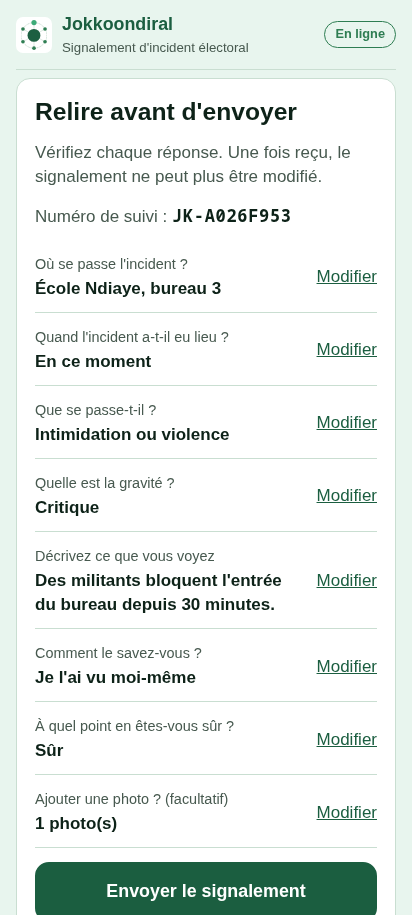 Jokkoondiral
Signalement d'incident électoral
En ligne
Relire avant d'envoyer
Vérifiez chaque réponse. Une fois reçu, le
signalement ne peut plus être modifié.
Numéro de suivi : JK-A026F953
Où se passe l'incident ?
École Ndiaye, bureau 3
Modifier
Quand l'incident a-t-il eu lieu ?
En ce moment
Modifier
Que se passe-t-il ?
Intimidation ou violence
Modifier
Quelle est la gravité ?
Critique
Modifier
Décrivez ce que vous voyez
Des militants bloquent l'entrée
du bureau depuis 30 minutes.
Modifier
Comment le savez-vous ?
Je l'ai vu moi-même
Modifier
À quel point en êtes-vous sûr ?
Sûr
Modifier
Ajouter une photo ? (facultatif)
1 photo(s)
Modifier
Envoyer le signalement